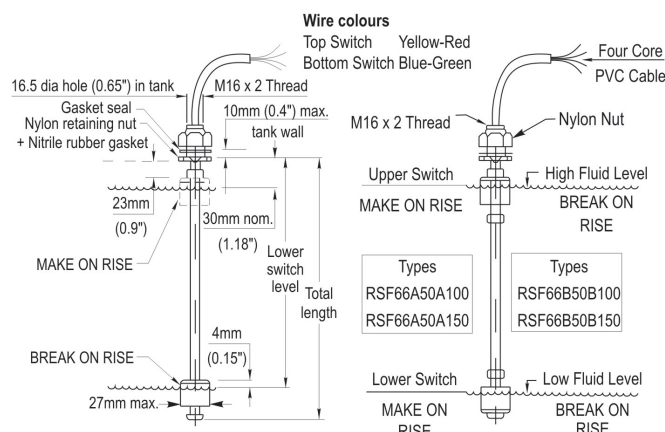 Wire colours
Top Switch Yellow-Red
Bottom Switch Blue-Green
16.5 dia hole (0.65") in tank
M16 x 2 Thread
Gasket seal
Nylon retaining nut
+ Nitrile rubber gasket
10mm (0.4") max.
tank wall
23mm
(0.9")
30mm nom.
(1.18")
MAKE ON RISE
Lower
switch
level
Total
length
4mm
(0.15")
BREAK ON RISE
27mm max.
Four Core
PVC Cable
M16 x 2 Thread
Nylon Nut
Upper Switch
High Fluid Level
MAKE ON RISE
BREAK ON
RISE
Types
RSF66A50A100
RSF66A50A150
Types
RSF66B50B100
RSF66B50B150
Lower Switch
Low Fluid Level
MAKE ON
RISE
BREAK ON
RISE